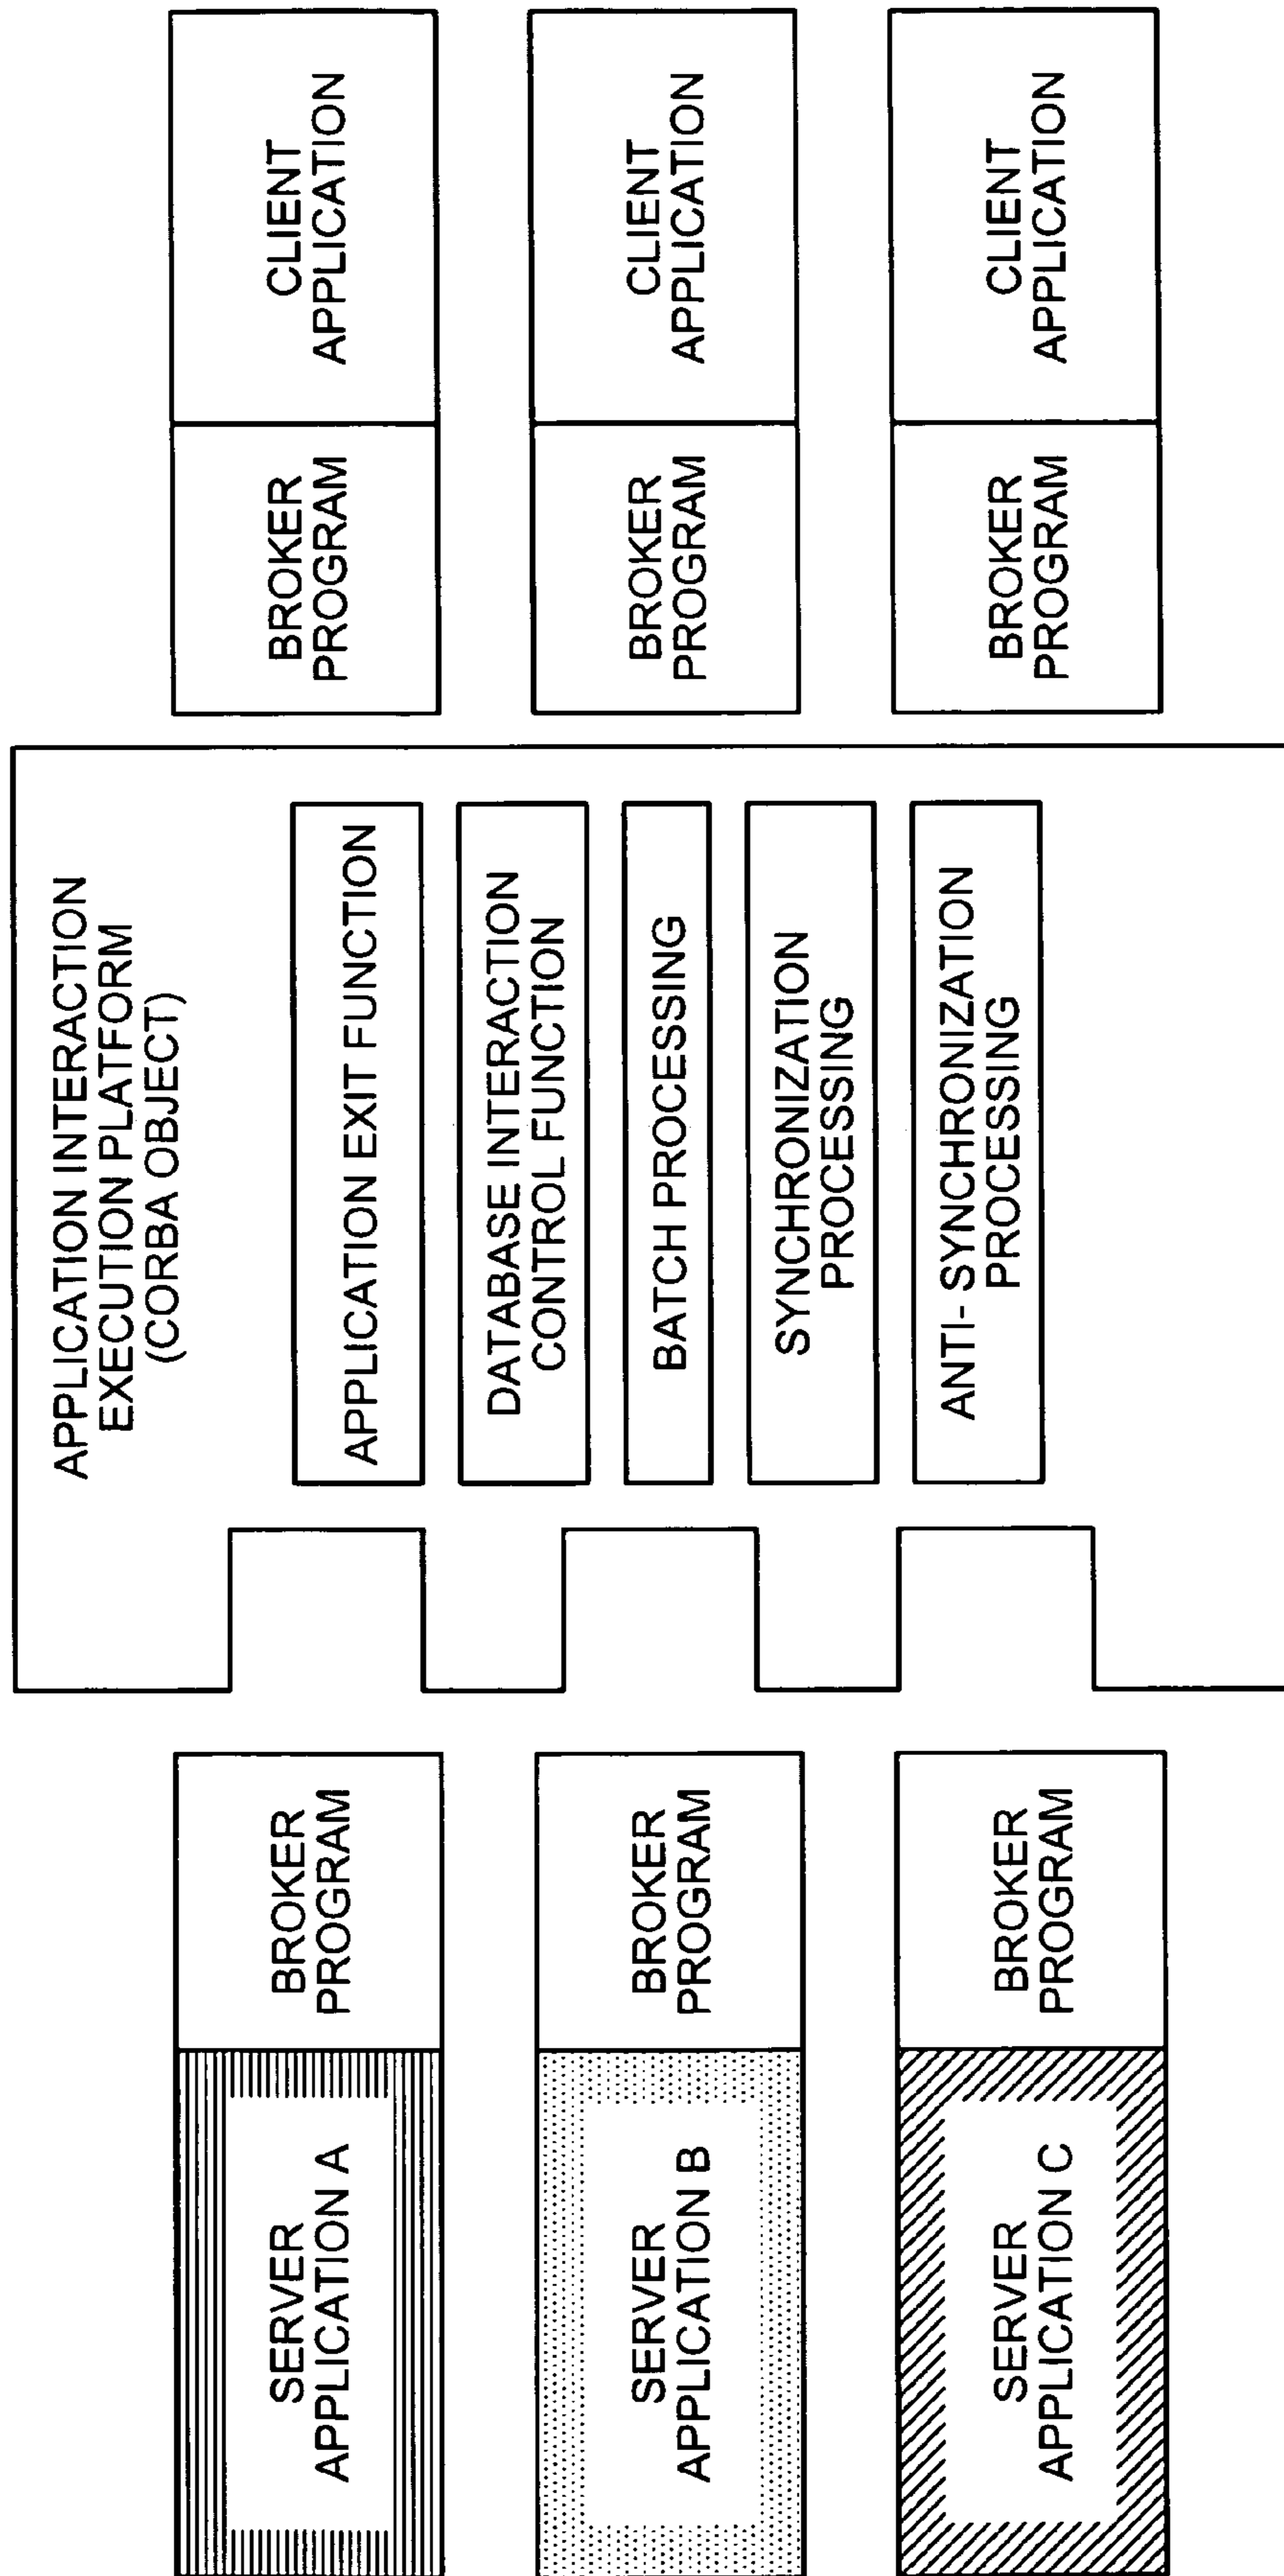 SERVER
APPLICATION A
BROKER
PROGRAM
SERVER
APPLICATION B
BROKER
PROGRAM
SERVER
APPLICATION C
BROKER
PROGRAM
APPLICATION INTERACTION
EXECUTION PLATFORM
(CORBA OBJECT)
APPLICATION EXIT FUNCTION
DATABASE INTERACTION
CONTROL FUNCTION
BATCH PROCESSING
SYNCHRONIZATION
PROCESSING
ANTI- SYNCHRONIZATION
PROCESSING
BROKER
PROGRAM
CLIENT
APPLICATION
BROKER
PROGRAM
CLIENT
APPLICATION
BROKER
PROGRAM
CLIENT
APPLICATION